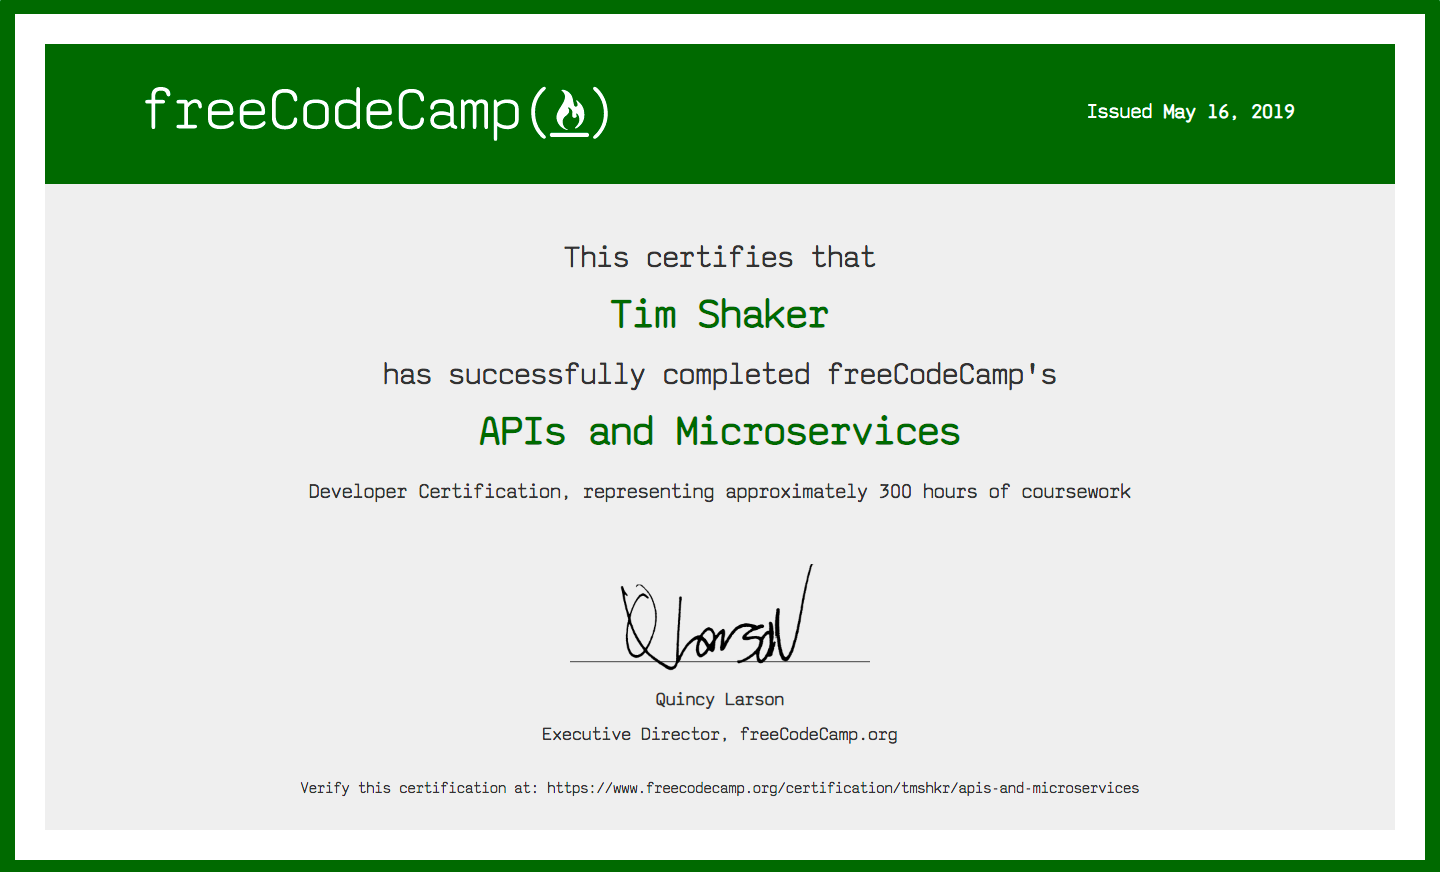 freeCodeCamp(🔥)
Issued May 16, 2019
This certifies that
Tim Shaker
has successfully completed freeCodeCamp's
APIs and Microservices
Developer Certification, representing approximately 300 hours of coursework
Q Larson
Quincy Larson
Executive Director, freeCodeCamp.org
Verify this certification at: https://www.freecodecamp.org/certification/tmshkr/apis-and-microservices